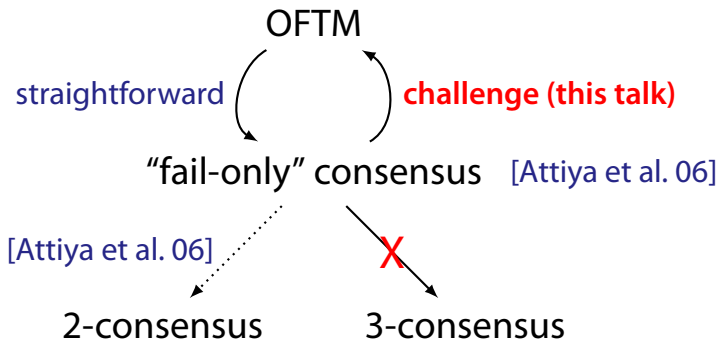 OFTM
straightforward
challenge (this talk)
“fail-only” consensus [Attiya et al. 06]
[Attiya et al. 06]
X
2-consensus
3-consensus